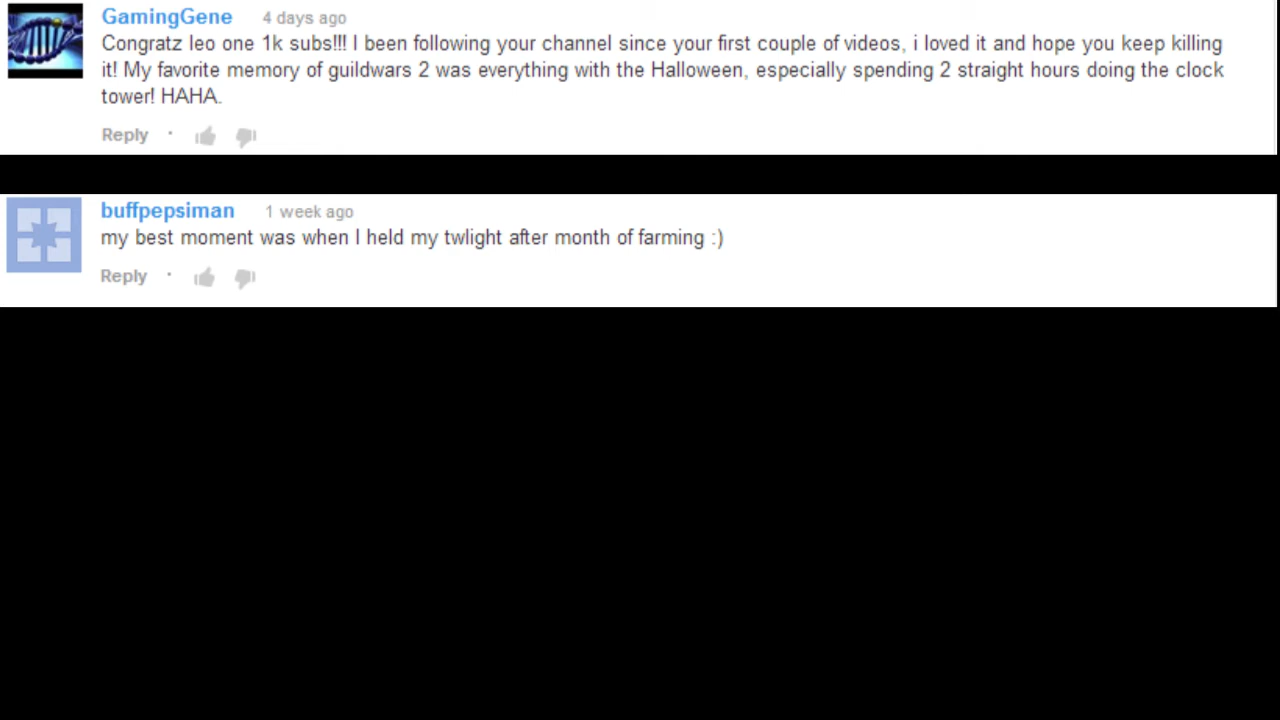 GamingGene 4 days ago
Congratz leo one 1k subs!!! I been following your channel since your first couple of videos, i loved it and hope you keep killing
it! My favorite memory of guildwars 2 was everything with the Halloween, especially spending 2 straight hours doing the clock
tower! HAHA.
Reply ·
buffpepsiman 1 week ago
my best moment was when I held my twlight after month of farming :)
Reply ·